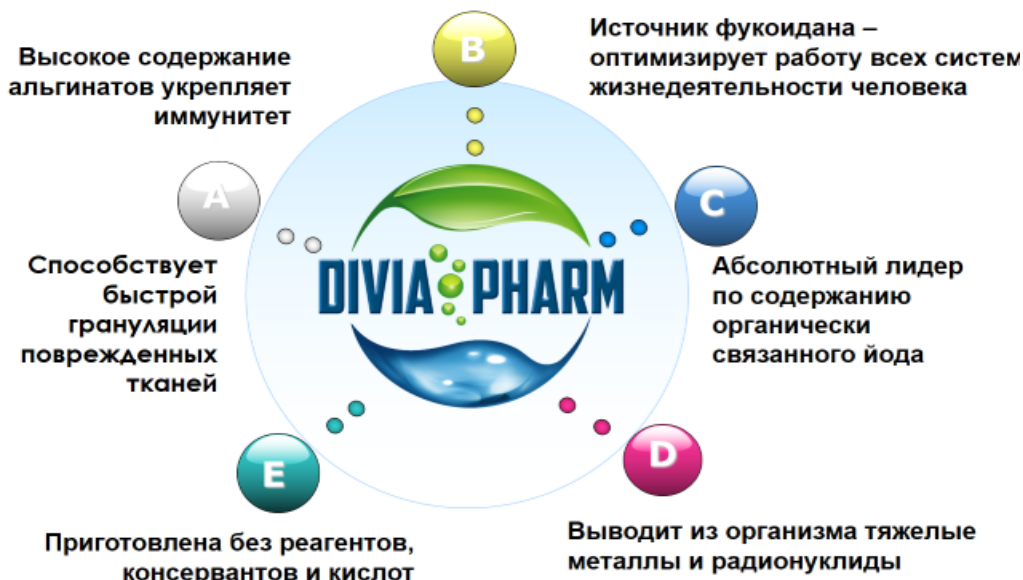 Высокое содержание
альгинатов укрепляет
иммунитет
B
Источник фукоидана –
оптимизирует работу всех систем
жизнедеятельности человека
A
C
Способствует
быстрой
грануляции
поврежденных
тканей
DIVIA PHARM
Абсолютный лидер
по содержанию
органически
связанного йода
E
D
Приготовлена без реагентов,
консервантов и кислот
Выводит из организма тяжелые
металлы и радионуклиды